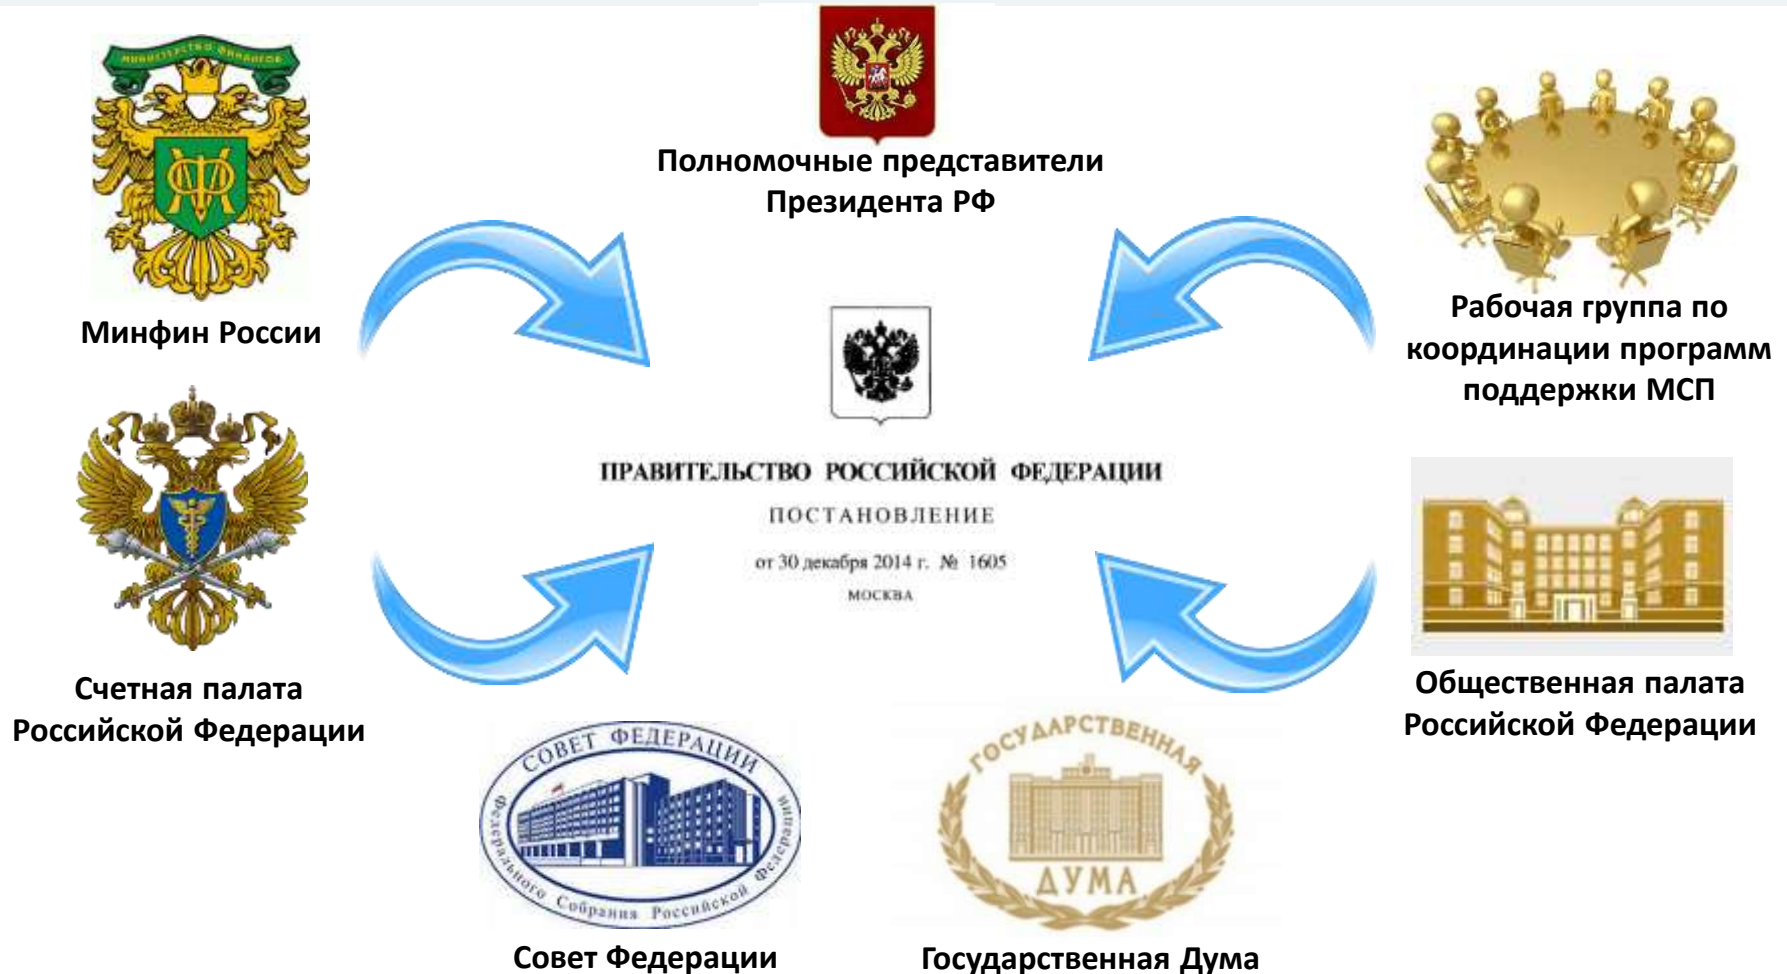 МИНИСТЕРСТВО ФИНАНСОВ
Полномочные представители
Президента РФ
Минфин России
Рабочая группа по
координации программ
поддержки МСП
ПРАВИТЕЛЬСТВО РОССИЙСКОЙ ФЕДЕРАЦИИ
ПОСТАНОВЛЕНИЕ
от 30 декабря 2014 г. № 1605
МОСКВА
Счетная палата
Российской Федерации
Общественная палата
Российской Федерации
СОВЕТ ФЕДЕРАЦИИ
Федерального Собрания Российской Федерации
Совет Федерации
ГОСУДАРСТВЕННАЯ
ДУМА
Государственная Дума